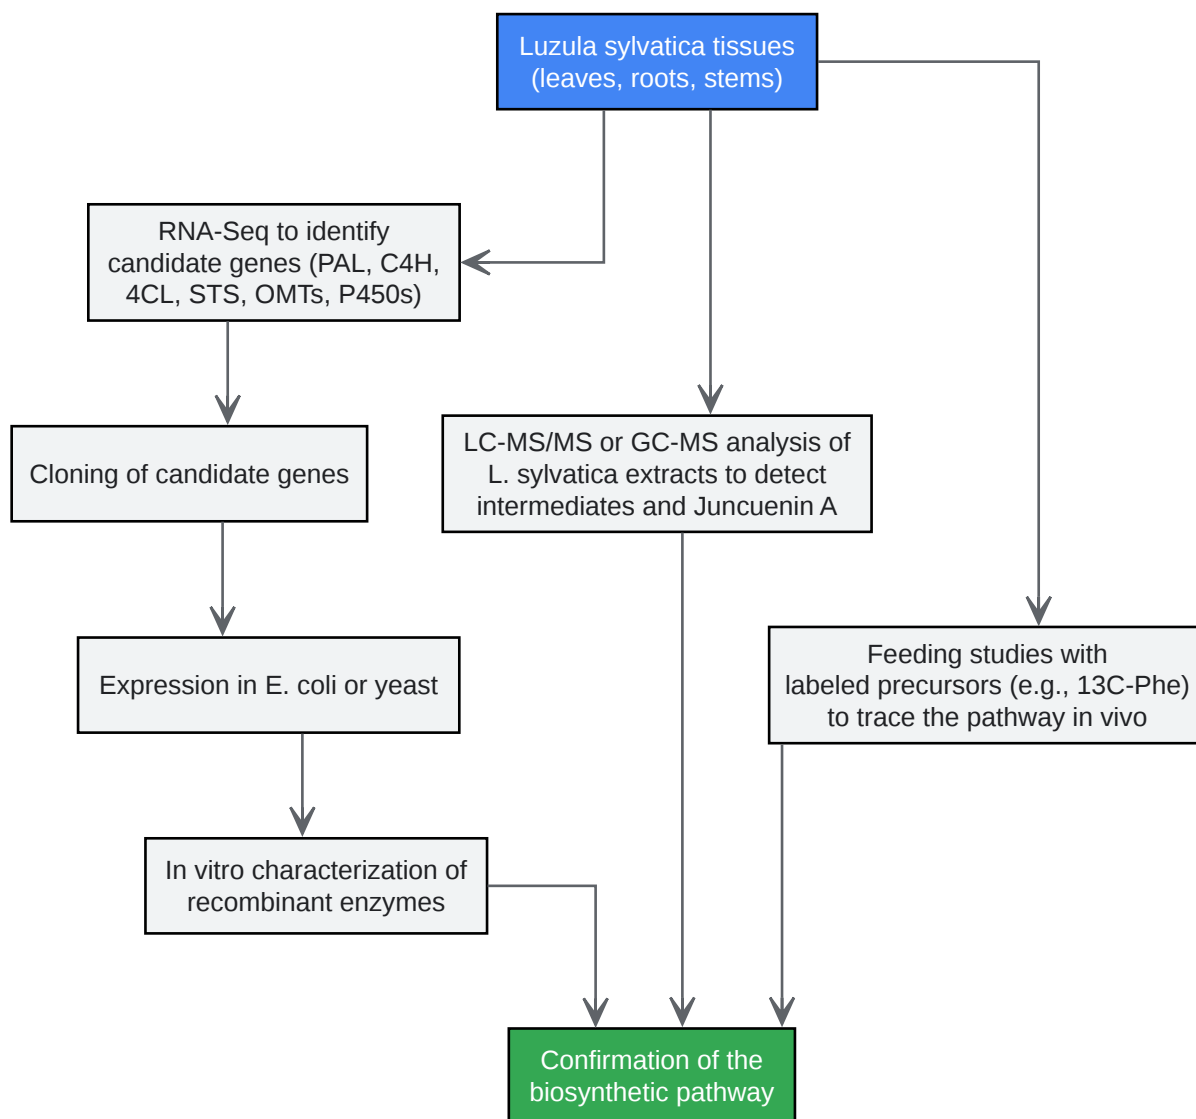 Luzula sylvatica tissues
(leaves, roots, stems)
RNA-Seq to identify
candidate genes (PAL, C4H,
4CL, STS, OMTs, P450s)
LC-MS/MS or GC-MS analysis of
L. sylvatica extracts to detect
intermediates and Juncuenin A
Cloning of candidate genes
Feeding studies with
labeled precursors (e.g., 13C-Phe)
to trace the pathway in vivo
Expression in E. coli or yeast
In vitro characterization of
recombinant enzymes
Confirmation of the
biosynthetic pathway